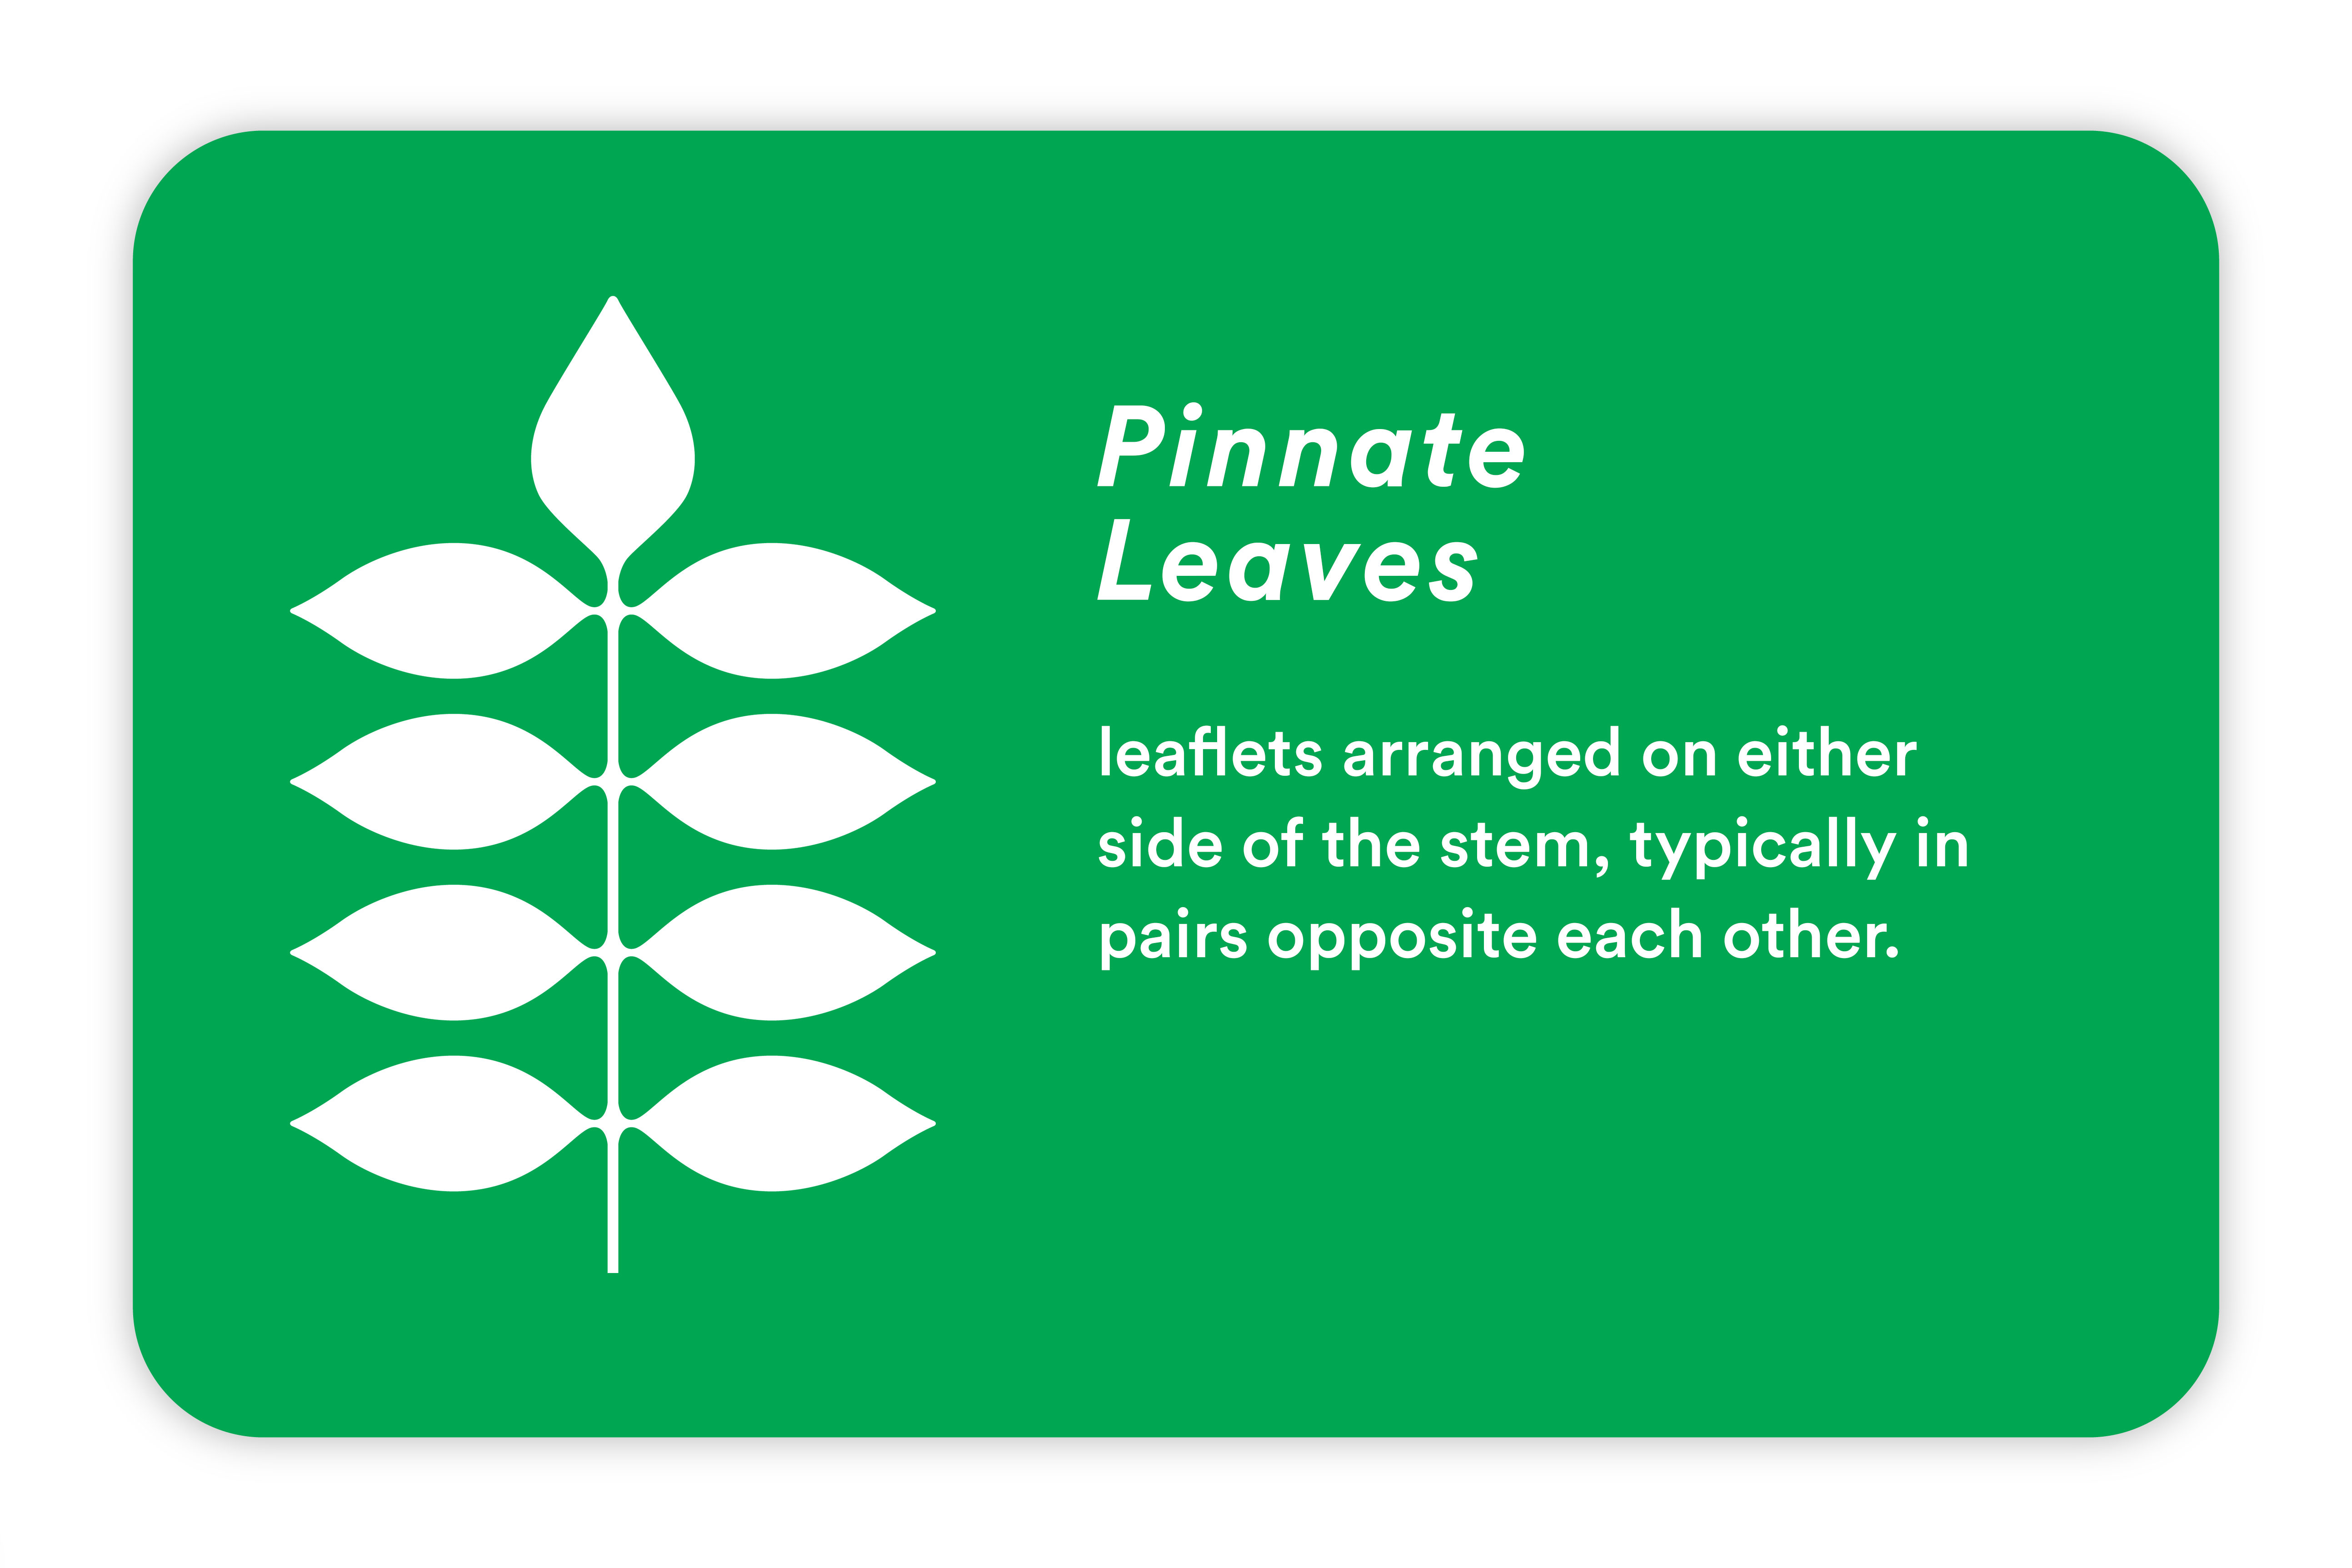 Pinnate
Leaves
leaflets arranged on either
side of the stem, typically in
pairs opposite each other.